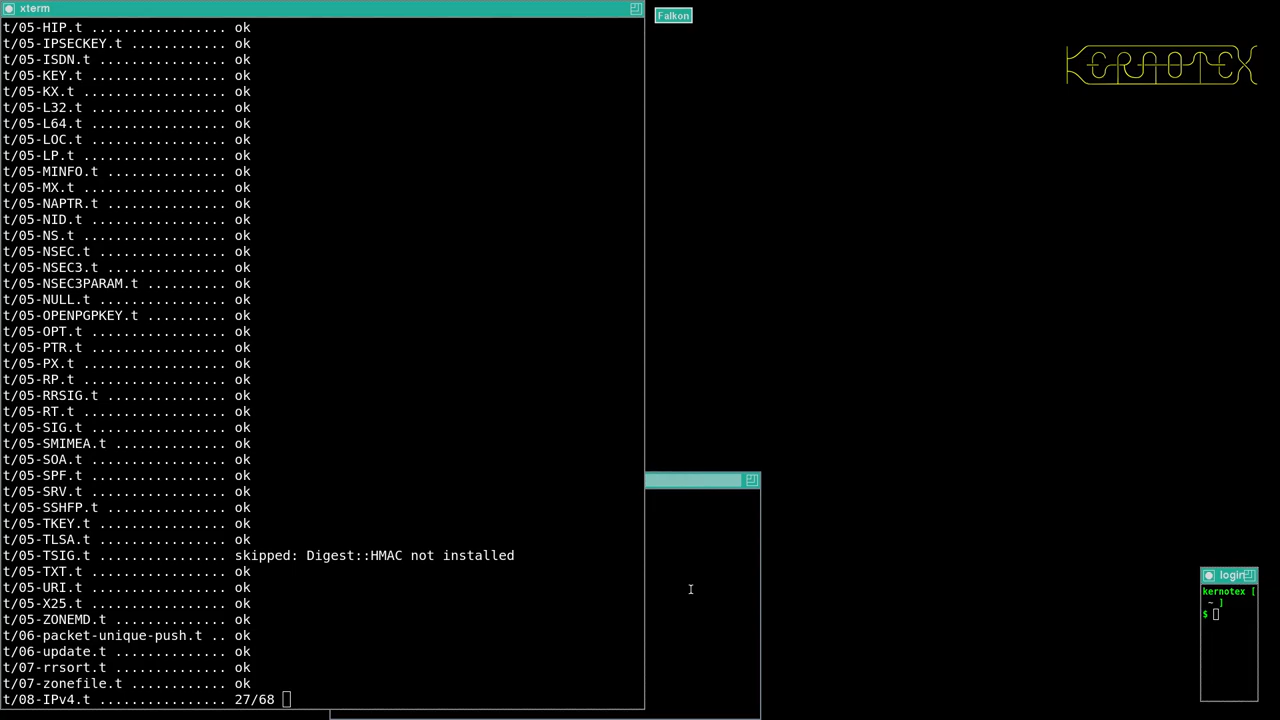 xterm
t/05-HIP.t ................. ok
t/05-IPSECKEY.t ............ ok
t/05-ISDN.t ................ ok
t/05-KEY.t ................. ok
t/05-KX.t .................. ok
t/05-L32.t ................. ok
t/05-L64.t ................. ok
t/05-LOC.t ................. ok
t/05-LP.t .................. ok
t/05-MINFO.t ............... ok
t/05-MX.t .................. ok
t/05-NAPTR.t ............... ok
t/05-NID.t ................. ok
t/05-NS.t .................. ok
t/05-NSEC.t ................ ok
t/05-NSEC3.t ............... ok
t/05-NSEC3PARAM.t .......... ok
t/05-NULL.t ................ ok
t/05-OPENPGPKEY.t .......... ok
t/05-OPT.t ................. ok
t/05-PTR.t ................. ok
t/05-PX.t .................. ok
t/05-RP.t .................. ok
t/05-RRSIG.t ............... ok
t/05-RT.t .................. ok
t/05-SIG.t ................. ok
t/05-SMIMEA.t .............. ok
t/05-SOA.t ................. ok
t/05-SPF.t ................. ok
t/05-SRV.t ................. ok
t/05-SSHFP.t ............... ok
t/05-TKEY.t ................ ok
t/05-TLSA.t ................ ok
t/05-TSIG.t ................ skipped: Digest::HMAC not installed
t/05-TXT.t ................. ok
t/05-URI.t ................. ok
t/05-X25.t ................. ok
t/05-ZONEMD.t .............. ok
t/06-packet-unique-push.t .. ok
t/06-update.t .............. ok
t/07-rrsort.t .............. ok
t/07-zonefile.t ............ ok
t/08-IPv4.t ................ 27/68
Falkon
KERNOTEX
login
kernotex [
~ ]
$